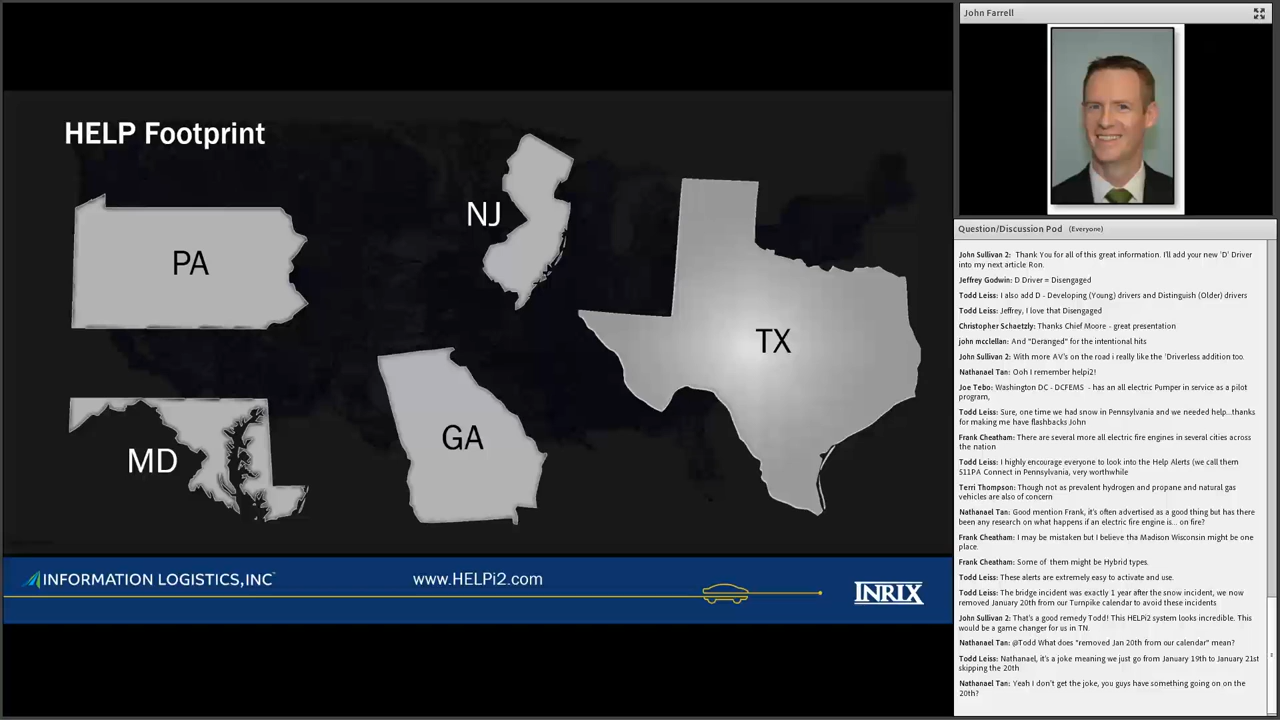 HELP Footprint
PA
NJ
TX
MD
GA
INFORMATION LOGISTICS,INC
www.HELPi2.com
INRIX
John Farrell
Question/Discussion Pod (Everyone)
John Sullivan 2: Thank You for all of this great information. I'll add your new 'D' Driver
into my next article Ron.
Jeffrey Godwin: D Driver = Disengaged
Todd Leiss: I also add D - Developing (Young) drivers and Distinguish (Older) drivers
Todd Leiss: Jeffrey, I love that Disengaged
Christopher Schaetzly: Thanks Chief Moore - great presentation
john mcclellan: And "Deranged" for the intentional hits
John Sullivan 2: With more AV's on the road i really like the 'Driverless addition too.
Nathanael Tan: Ooh I remember helpi2!
Joe Tebo: Washington DC - DCFEMS - has an all electric Pumper in service as a pilot
program,
Todd Leiss: Sure, one time we had snow in Pennsylvania and we needed help...thanks
for making me have flashbacks John
Frank Cheatham: There are several more all electric fire engines in several cities across
the nation
Todd Leiss: I highly encourage everyone to look into the Help Alerts (we call them
511PA Connect in Pennsylvania, very worthwhile
Terri Thompson: Though not as prevalent hydrogen and propane and natural gas
vehicles are also of concern
Nathanael Tan: Good mention Frank, it's often advertised as a good thing but has there
been any research on what happens if an electric fire engine is... on fire?
Frank Cheatham: I may be mistaken but I believe tha Madison Wisconsin might be one
place.
Frank Cheatham: Some of them might be Hybrid types.
Todd Leiss: These alerts are extremely easy to activate and use.
Todd Leiss: The bridge incident was exactly 1 year after the snow incident, we now
removed January 20th from our Turnpike calendar to avoid these incidents
John Sullivan 2: That's a good remedy Todd! This HELPi2 system looks incredible. This
would be a game changer for us in TN.
Nathanael Tan: @Todd What does "removed Jan 20th from our calendar" mean?
Todd Leiss: Nathanael, it's a joke meaning we just go from January 19th to January 21st
skipping the 20th
Nathanael Tan: Yeah I don't get the joke, you guys have something going on on the
20th?